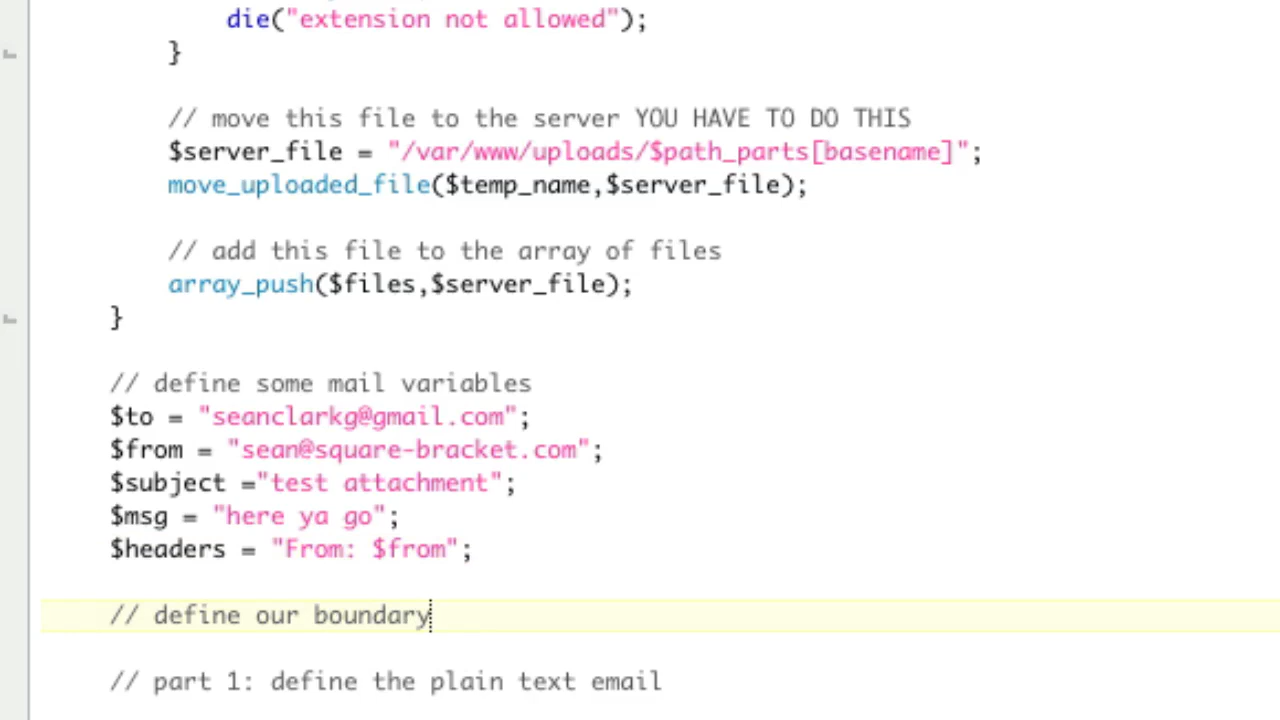 die("extension not allowed");
}
// move this file to the server YOU HAVE TO DO THIS
$server_file = "/var/www/uploads/$path_parts[basename]";
move_uploaded_file($temp_name,$server_file);
// add this file to the array of files
array_push($files,$server_file);
}
// define some mail variables
$to = "seanclarkg@gmail.com";
$from = "sean@square-bracket.com";
$subject ="test attachment";
$msg = "here ya go";
$headers = "From: $from";
// define our boundary
// part 1: define the plain text email